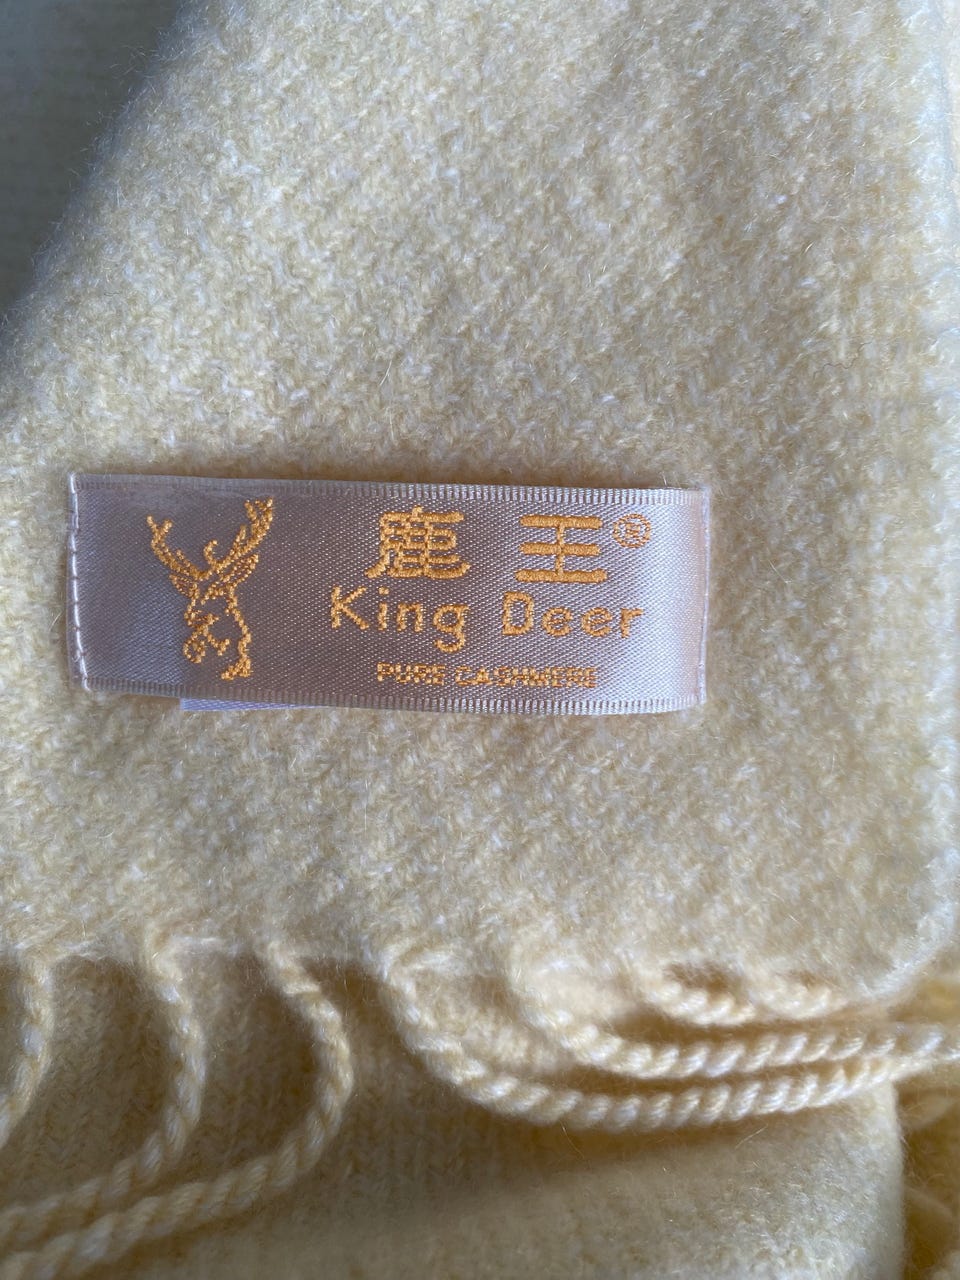 鹿 王®
King Deer
PURE CASHMERE